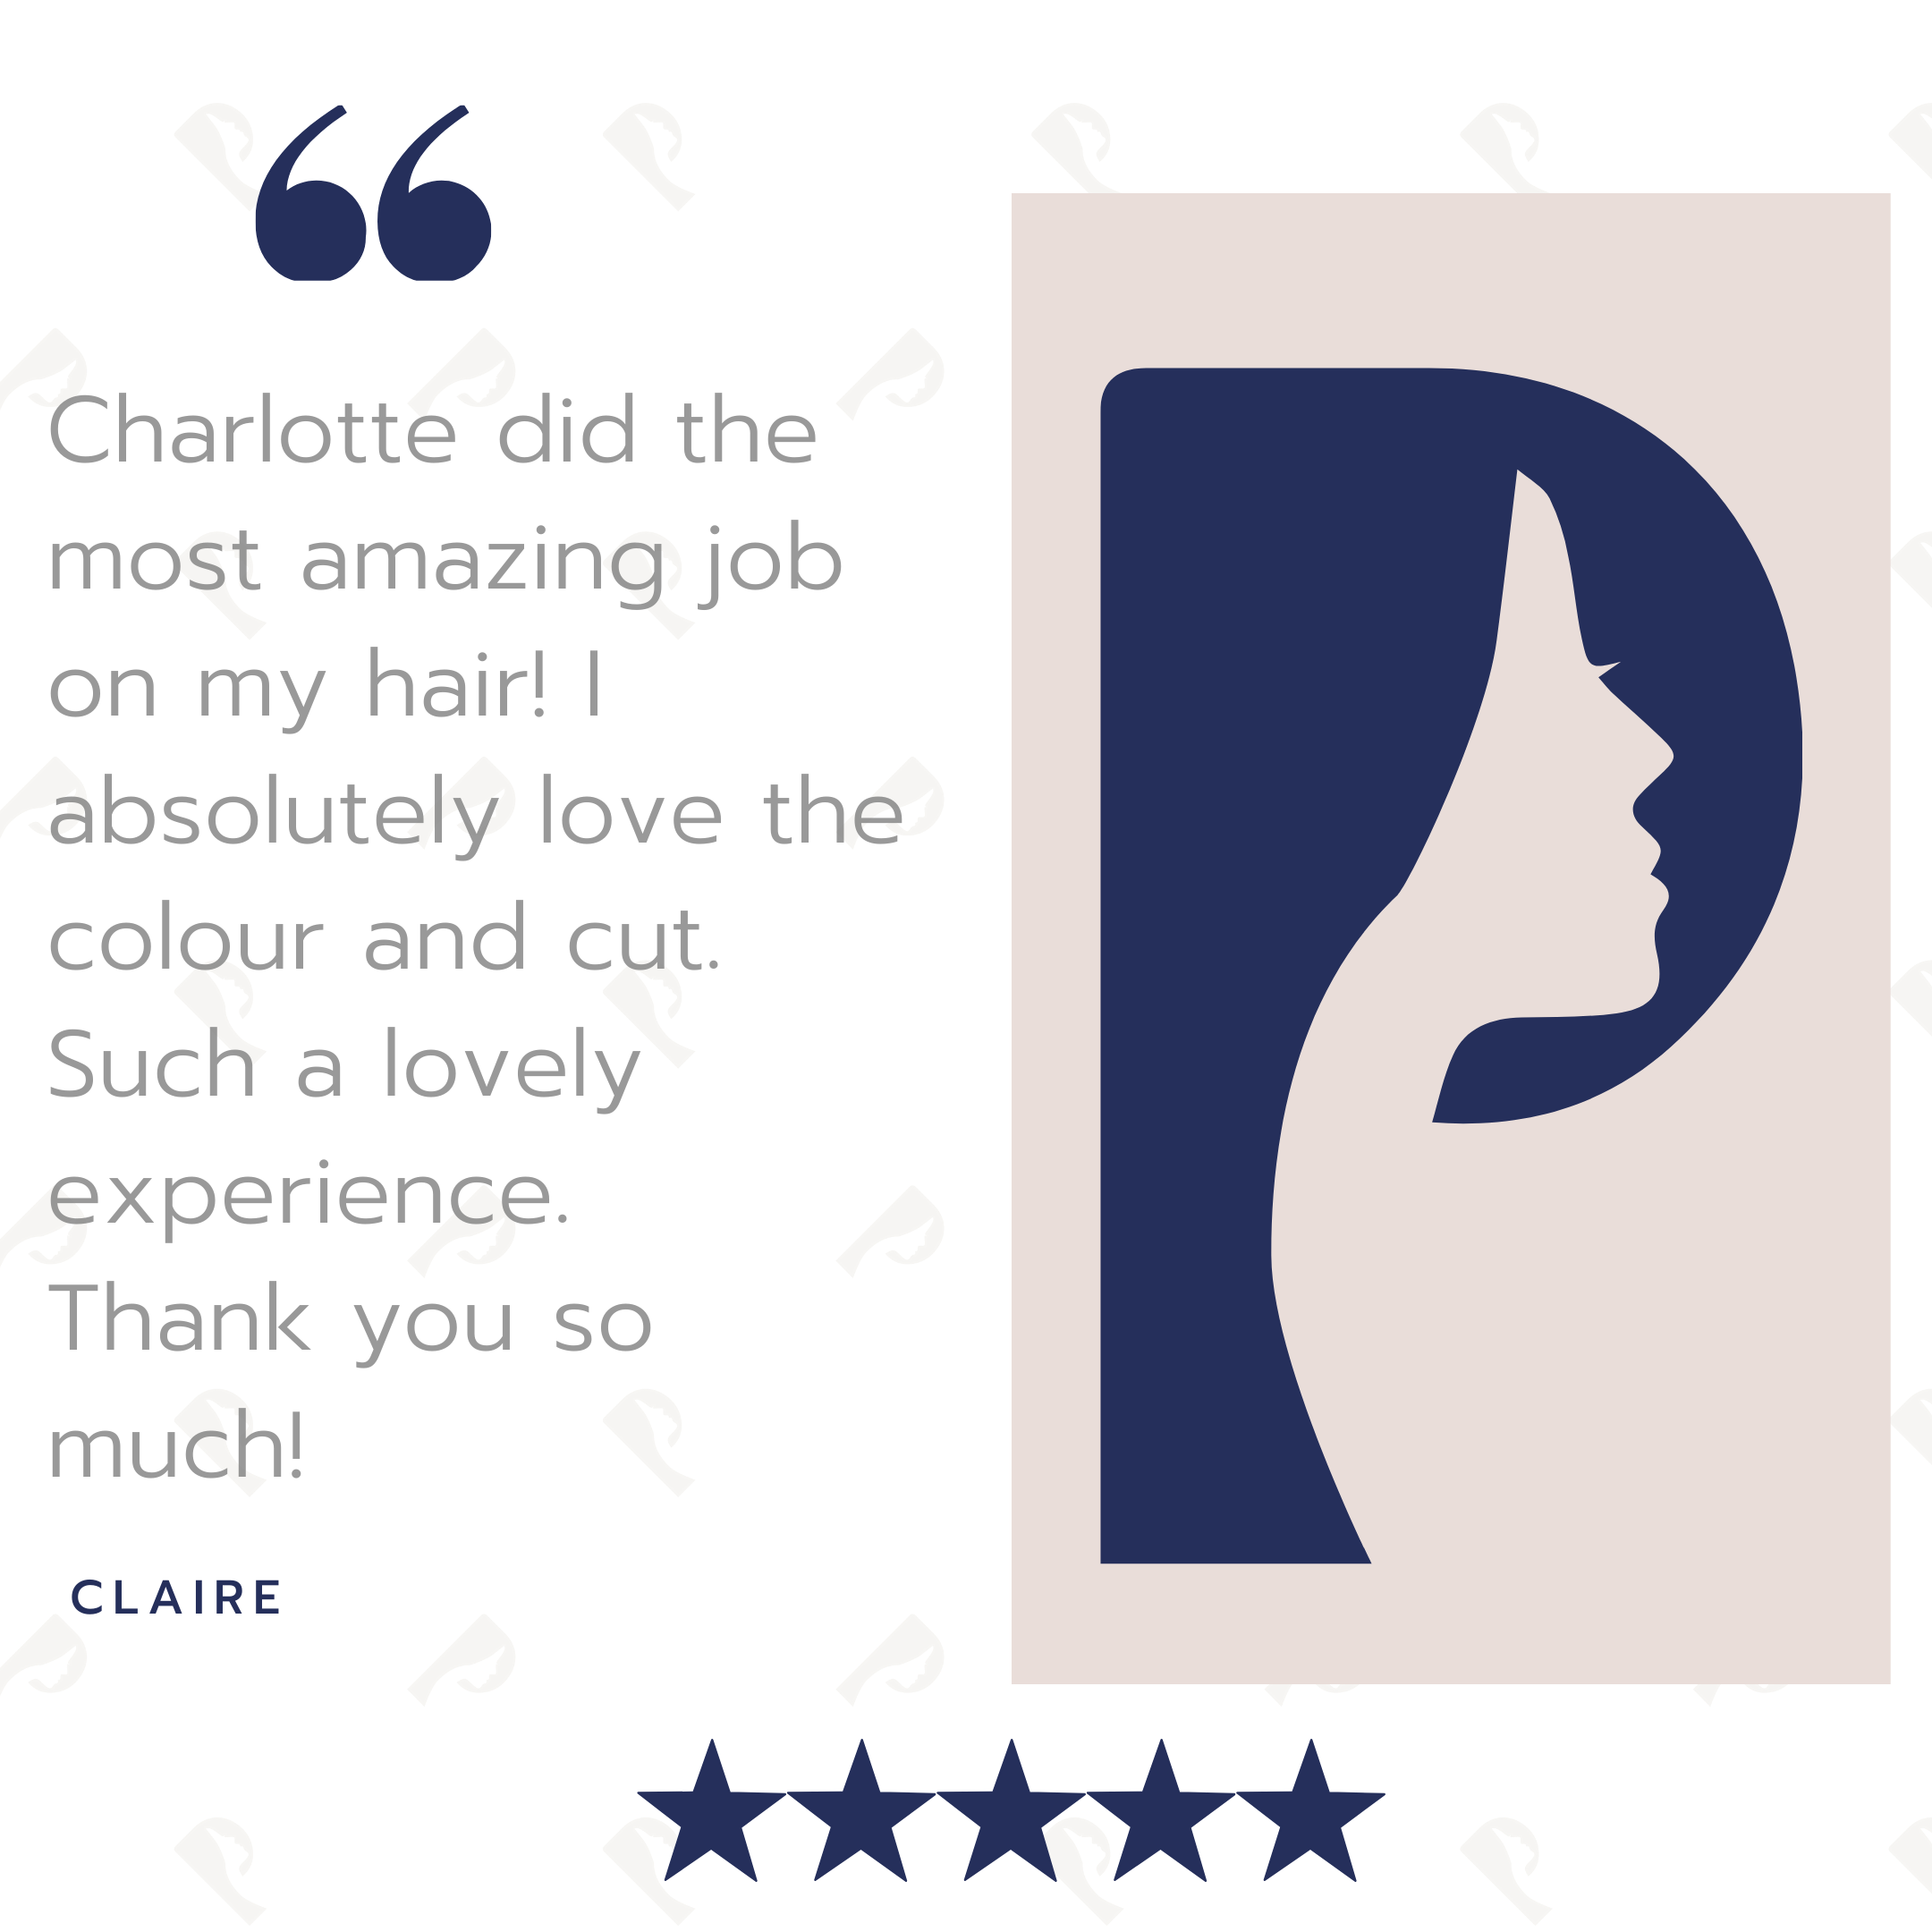 Charlotte did the
most amazing job
on my hair! I
absolutely love the
colour and cut.
Such a lovely
experience.
Thank you so
much!
CLAIRE